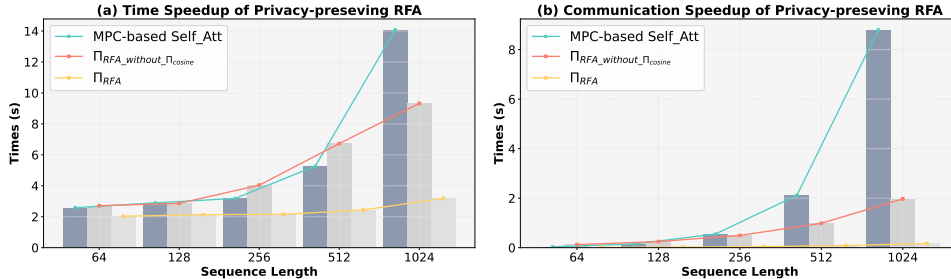 (a) Time Speedup of Privacy-preseving RFA
MPC-based Self_Att
Π_RFA_without_Π_cosine
Π_RFA
Times (s)
14
12
10
8
6
4
2
0
64 128 256 512 1024
Sequence Length
(b) Communication Speedup of Privacy-preseving RFA
MPC-based Self_Att
Π_RFA_without_Π_cosine
Π_RFA
Times (s)
8
6
4
2
0
64 128 256 512 1024
Sequence Length